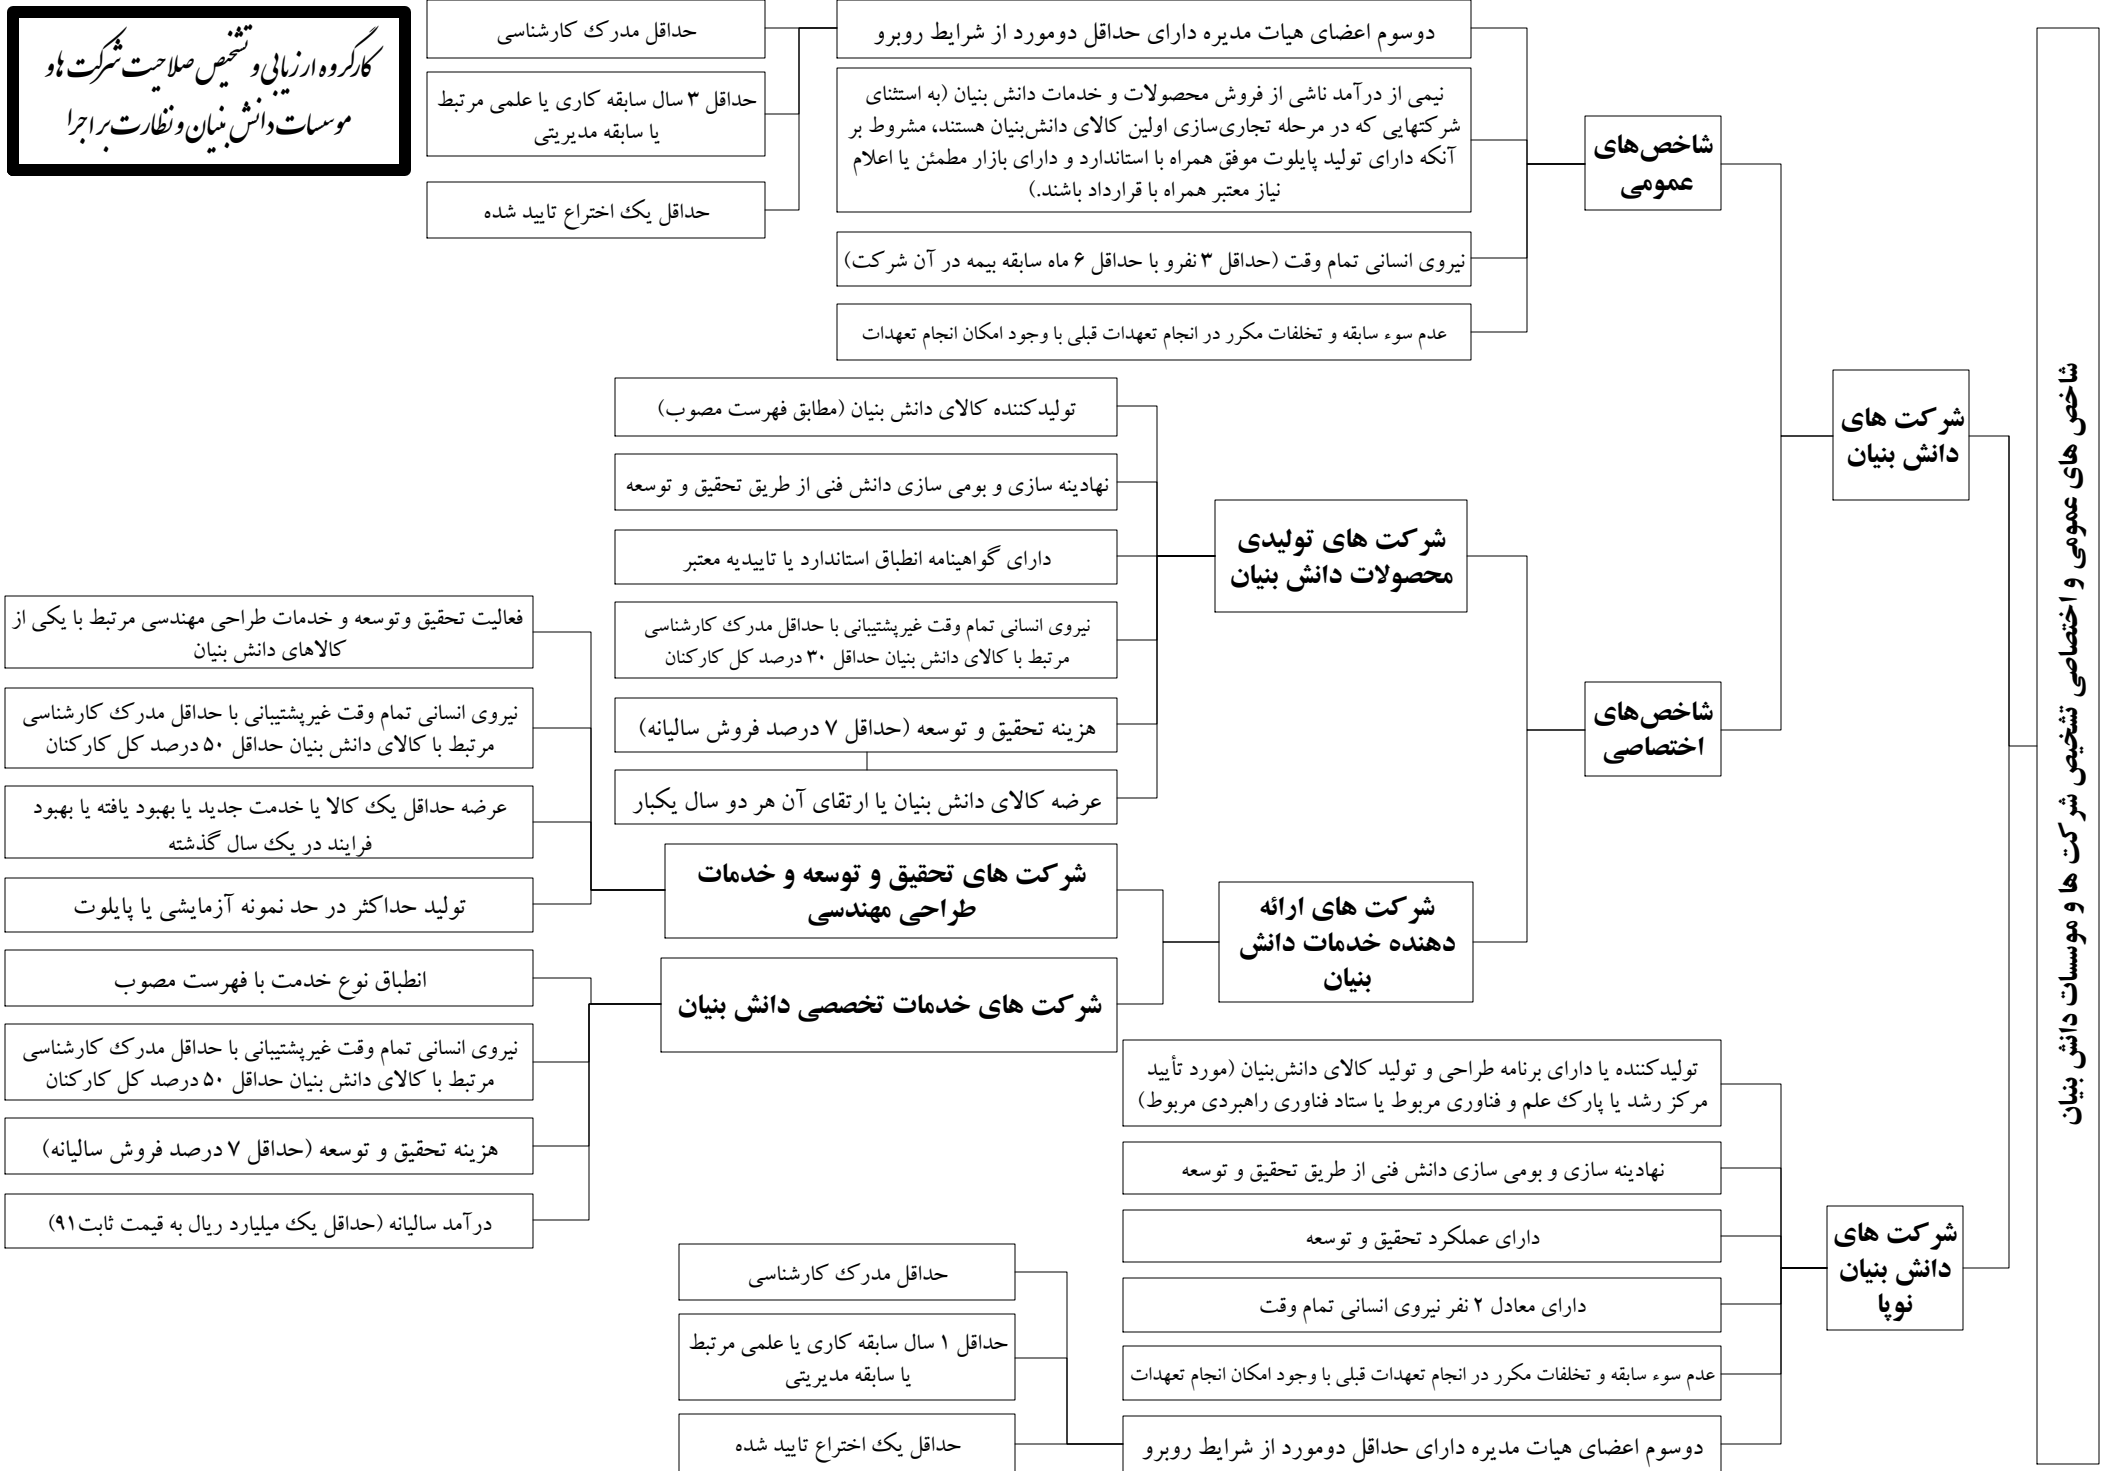 کارگروه ارزیابی و تشخیص صلاحیت شرکت ها و
موسسات دانش بنیان و نظارت بر اجرا
شاخص های عمومی و اختصاصی تشخیص شرکت ها و موسسات دانش بنیان
شرکت های
دانش بنیان
شاخص‌های
عمومی
دوسوم اعضای هیات مدیره دارای حداقل دومورد از شرایط روبرو
حداقل مدرک کارشناسی
حداقل ۳ سال سابقه کاری یا علمی مرتبط
یا سابقه مدیریتی
حداقل یک اختراع تایید شده
نیمی از درآمد ناشی از فروش محصولات و خدمات دانش بنیان (به استثنای
شرکتهایی که در مرحله تجاری‌سازی اولین کالای دانش‌بنیان هستند، مشروط بر
آنکه دارای تولید پایلوت موفق همراه با استاندارد و دارای بازار مطمئن یا اعلام
نیاز معتبر همراه با قرارداد باشند.)
نیروی انسانی تمام وقت (حداقل ۳ نفرو با حداقل ۶ ماه سابقه بیمه در آن شرکت)
عدم سوء سابقه و تخلفات مکرر در انجام تعهدات قبلی با وجود امکان انجام تعهدات
شاخص‌های
اختصاصی
شرکت های تولیدی
محصولات دانش بنیان
تولیدکننده کالای دانش بنیان (مطابق فهرست مصوب)
نهادینه سازی و بومی سازی دانش فنی از طریق تحقیق و توسعه
دارای گواهینامه انطباق استاندارد یا تاییدیه معتبر
نیروی انسانی تمام وقت غیرپشتیبانی با حداقل مدرک کارشناسی
مرتبط با کالای دانش بنیان حداقل ۳۰ درصد کل کارکنان
هزینه تحقیق و توسعه (حداقل ۷ درصد فروش سالیانه)
عرضه کالای دانش بنیان یا ارتقای آن هر دو سال یکبار
شرکت های ارائه
دهنده خدمات دانش
بنیان
شرکت های تحقیق و توسعه و خدمات
طراحی مهندسی
فعالیت تحقیق وتوسعه و خدمات طراحی مهندسی مرتبط با یکی از
کالاهای دانش بنیان
نیروی انسانی تمام وقت غیرپشتیبانی با حداقل مدرک کارشناسی
مرتبط با کالای دانش بنیان حداقل ۵۰ درصد کل کارکنان
عرضه حداقل یک کالا یا خدمت جدید یا بهبود یافته یا بهبود
فرایند در یک سال گذشته
تولید حداکثر در حد نمونه آزمایشی یا پایلوت
شرکت های خدمات تخصصی دانش بنیان
انطباق نوع خدمت با فهرست مصوب
نیروی انسانی تمام وقت غیرپشتیبانی با حداقل مدرک کارشناسی
مرتبط با کالای دانش بنیان حداقل ۵۰ درصد کل کارکنان
هزینه تحقیق و توسعه (حداقل ۷ درصد فروش سالیانه)
درآمد سالیانه (حداقل یک میلیارد ریال به قیمت ثابت۹۱)
شرکت های
دانش بنیان
نوپا
تولیدکننده یا دارای برنامه طراحی و تولید کالای دانش‌بنیان (مورد تأیید
مرکز رشد یا پارک علم و فناوری مربوط یا ستاد فناوری راهبردی مربوط)
نهادینه سازی و بومی سازی دانش فنی از طریق تحقیق و توسعه
دارای عملکرد تحقیق و توسعه
دارای معادل ۲ نفر نیروی انسانی تمام وقت
عدم سوء سابقه و تخلفات مکرر در انجام تعهدات قبلی با وجود امکان انجام تعهدات
دوسوم اعضای هیات مدیره دارای حداقل دومورد از شرایط روبرو
حداقل مدرک کارشناسی
حداقل ۱ سال سابقه کاری یا علمی مرتبط
یا سابقه مدیریتی
حداقل یک اختراع تایید شده